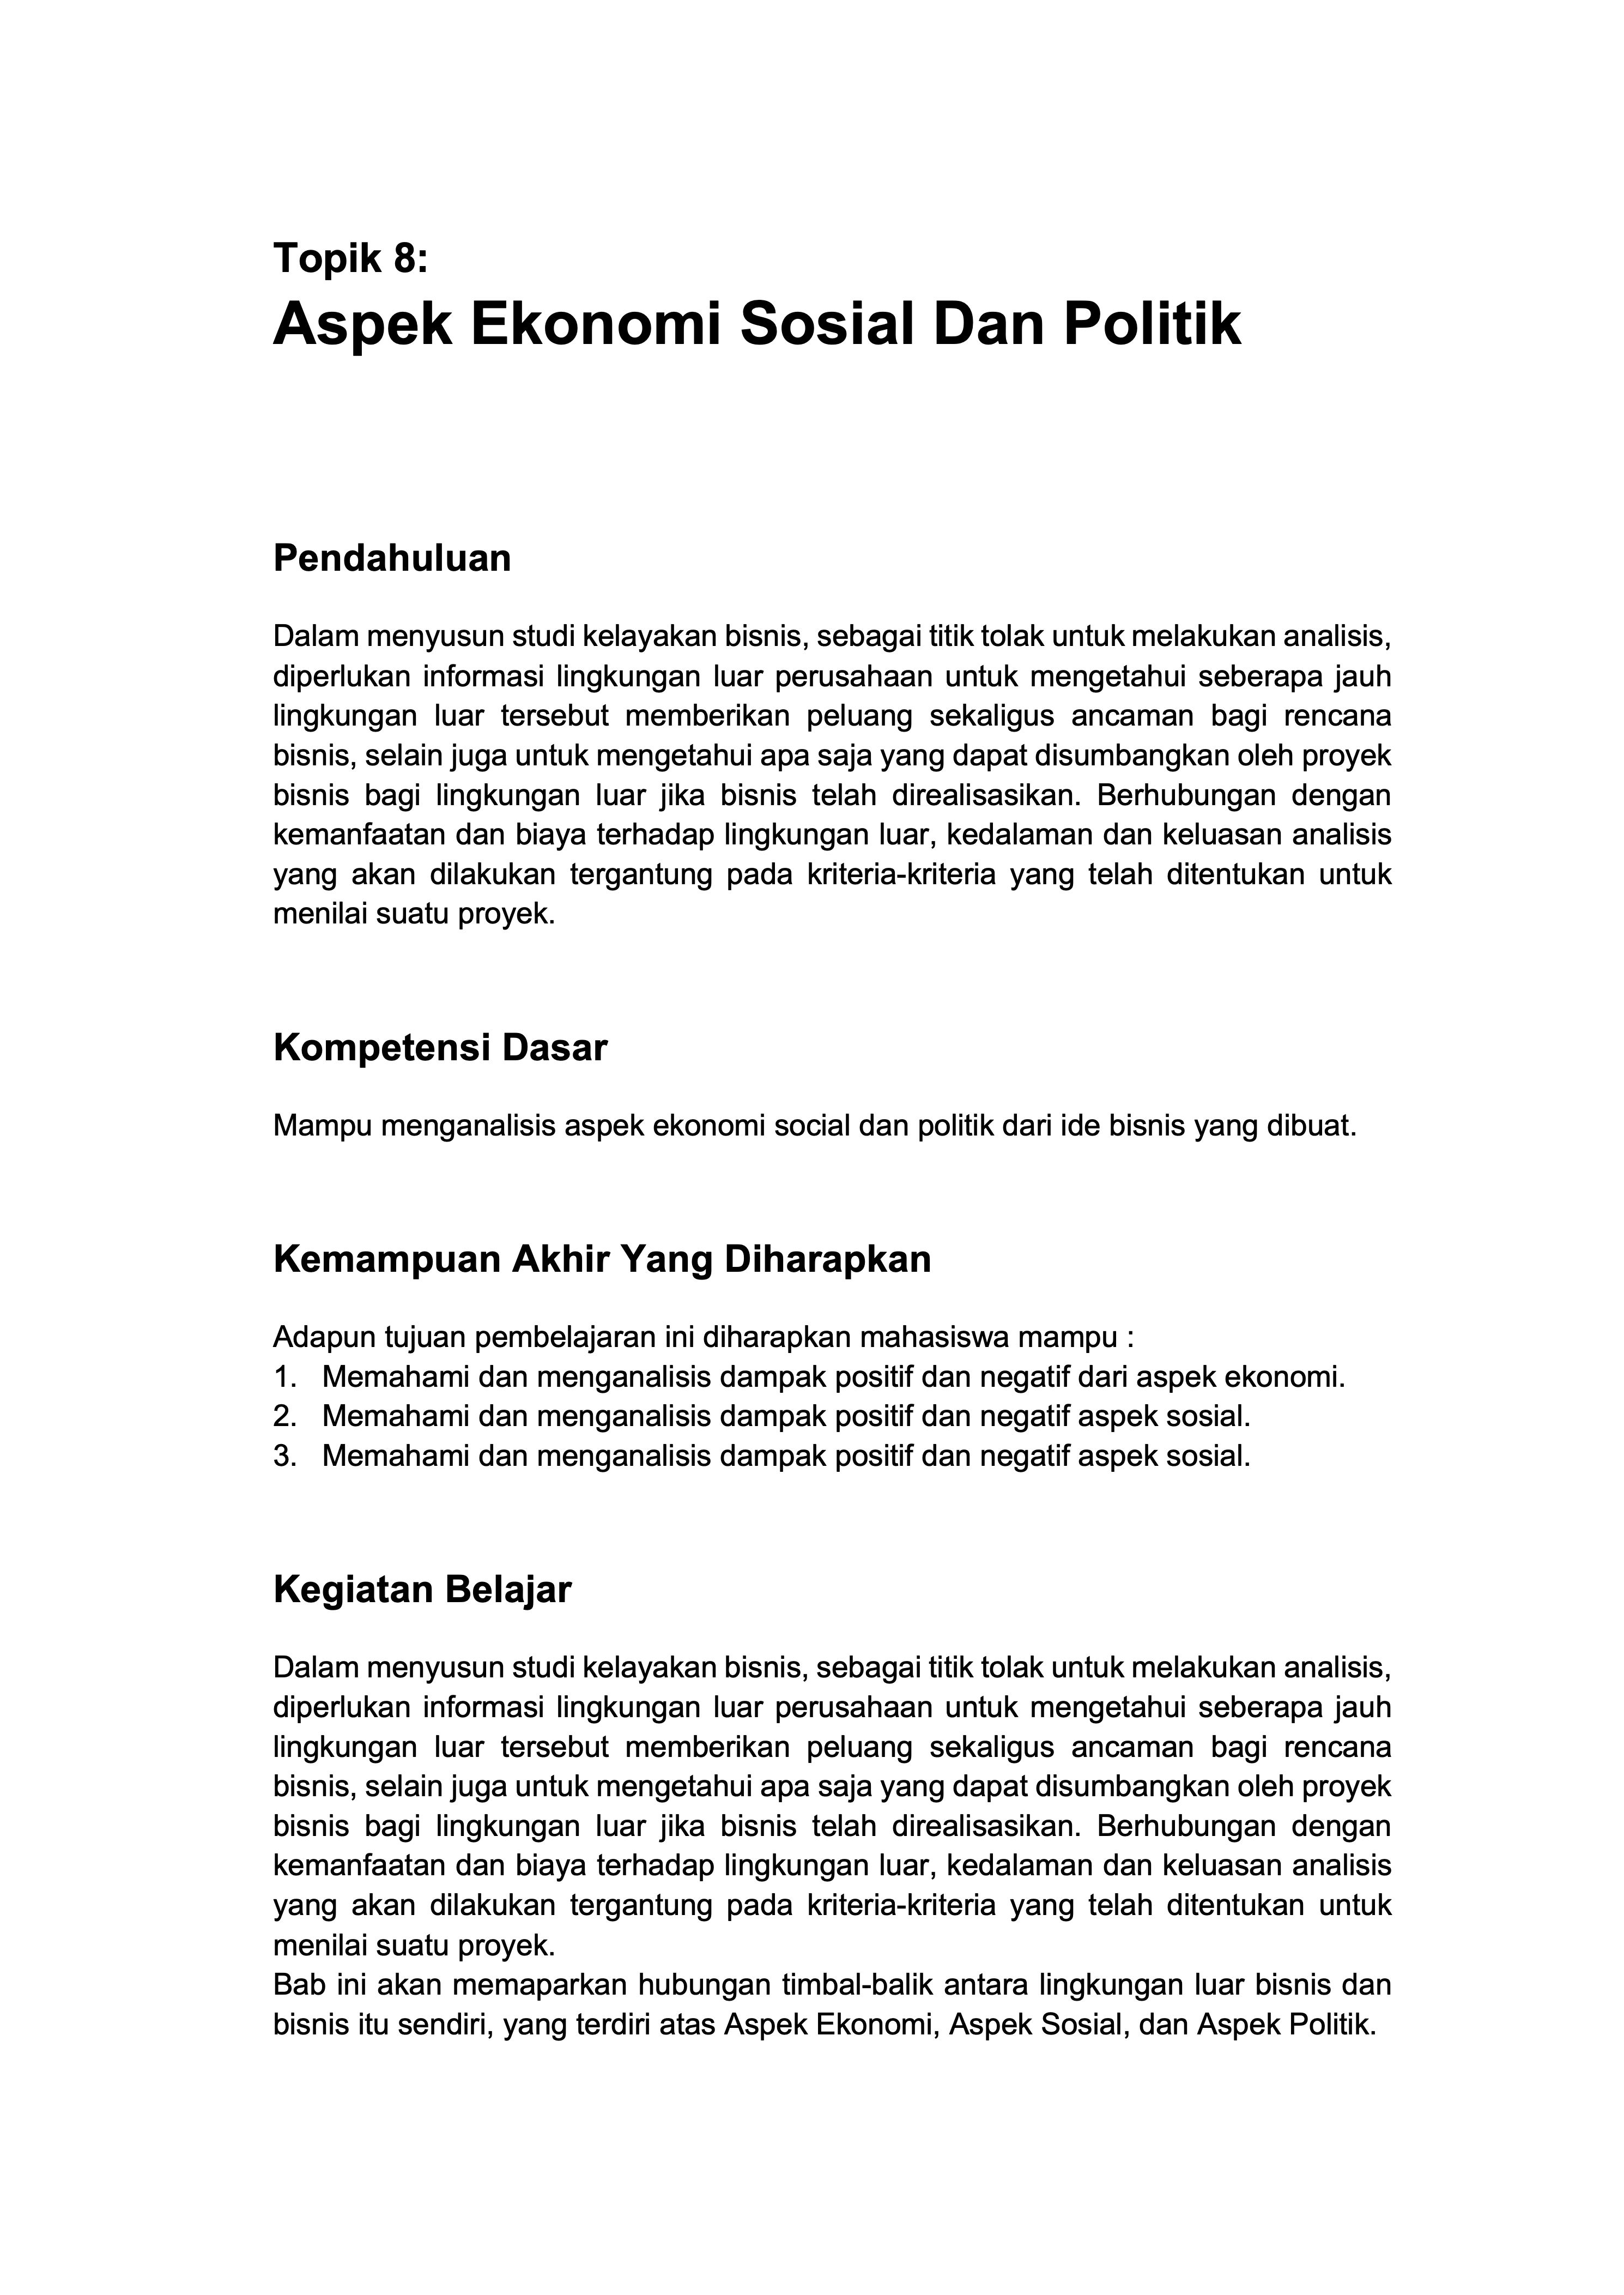 Topik 8:
Aspek Ekonomi Sosial Dan Politik
Pendahuluan
Dalam menyusun studi kelayakan bisnis, sebagai titik tolak untuk melakukan analisis,
diperlukan informasi lingkungan luar perusahaan untuk mengetahui seberapa jauh
lingkungan luar tersebut memberikan peluang sekaligus ancaman bagi rencana
bisnis, selain juga untuk mengetahui apa saja yang dapat disumbangkan oleh proyek
bisnis bagi lingkungan luar jika bisnis telah direalisasikan. Berhubungan dengan
kemanfaatan dan biaya terhadap lingkungan luar, kedalaman dan keluasan analisis
yang akan dilakukan tergantung pada kriteria-kriteria yang telah ditentukan untuk
menilai suatu proyek.
Kompetensi Dasar
Mampu menganalisis aspek ekonomi social dan politik dari ide bisnis yang dibuat.
Kemampuan Akhir Yang Diharapkan
Adapun tujuan pembelajaran ini diharapkan mahasiswa mampu :
1. Memahami dan menganalisis dampak positif dan negatif dari aspek ekonomi.
2. Memahami dan menganalisis dampak positif dan negatif aspek sosial.
3. Memahami dan menganalisis dampak positif dan negatif aspek sosial.
Kegiatan Belajar
Dalam menyusun studi kelayakan bisnis, sebagai titik tolak untuk melakukan analisis,
diperlukan informasi lingkungan luar perusahaan untuk mengetahui seberapa jauh
lingkungan luar tersebut memberikan peluang sekaligus ancaman bagi rencana
bisnis, selain juga untuk mengetahui apa saja yang dapat disumbangkan oleh proyek
bisnis bagi lingkungan luar jika bisnis telah direalisasikan. Berhubungan dengan
kemanfaatan dan biaya terhadap lingkungan luar, kedalaman dan keluasan analisis
yang akan dilakukan tergantung pada kriteria-kriteria yang telah ditentukan untuk
menilai suatu proyek.
Bab ini akan memaparkan hubungan timbal-balik antara lingkungan luar bisnis dan
bisnis itu sendiri, yang terdiri atas Aspek Ekonomi, Aspek Sosial, dan Aspek Politik.